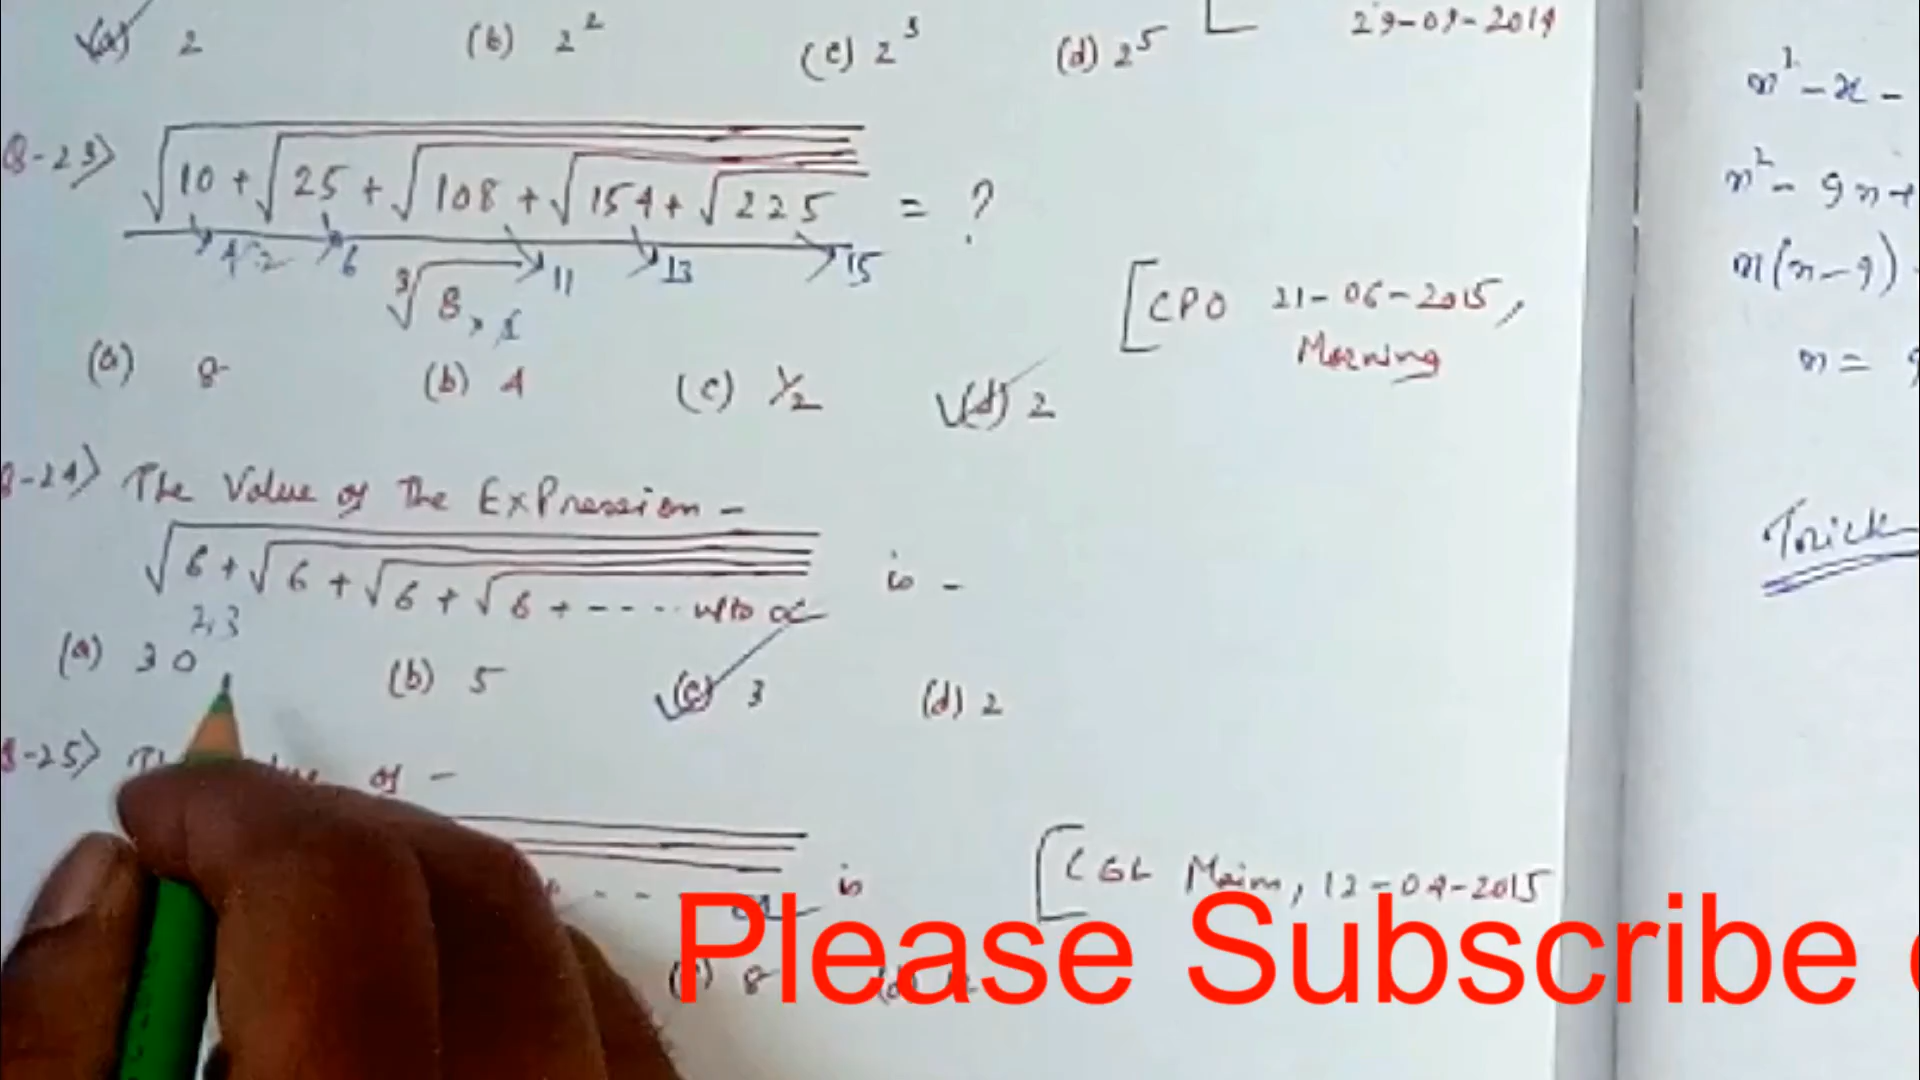 (a) 2 (b) 2² (c) 2³ (d) 2⁵ [ 29-09-2019
Q-23) √10 + √25 + √108 + √154 + √225 = ?
4=2 6 11 13 15
∛8
[CPO 21-06-2015,
Morning
(a) 8 (b) 4 (c) 1/2 (d) 2
Q-24) The Value of The Expression -
√6 + √6 + √6 + √6 + ---- upto ∝ is -
2,3
(a) 30 (b) 5 (c) 3 (d) 2
Q-25) of -
is [CGL Main, 12-04-2015
8
Please Subscribe
x² - x -
x² - 9x +
x(x-9)
x =
Trick